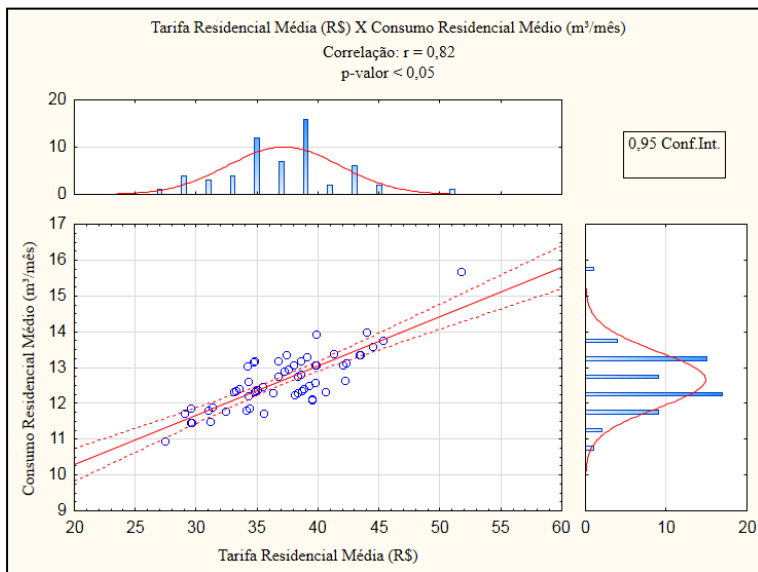 Tarifa Residencial Média (R$) X Consumo Residencial Médio (m³/mês)
Correlação: r = 0,82
p-valor < 0,05
20
10
0
0,95 Conf.Int.
17
16
15
14
13
12
11
10
9
Consumo Residencial Médio (m³/mês)
20 25 30 35 40 45 50 55 60
0 10 20
Tarifa Residencial Média (R$)